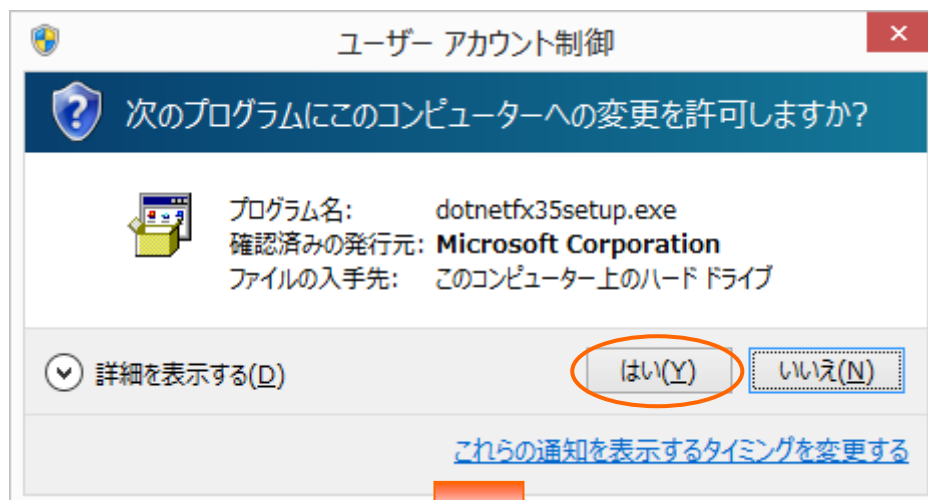 ユーザー アカウント制御
次のプログラムにこのコンピューターへの変更を許可しますか?
プログラム名: dotnetfx35setup.exe
確認済みの発行元: Microsoft Corporation
ファイルの入手先: このコンピューター上のハード ドライブ
詳細を表示する(D) はい(Y) いいえ(N)
これらの通知を表示するタイミングを変更する